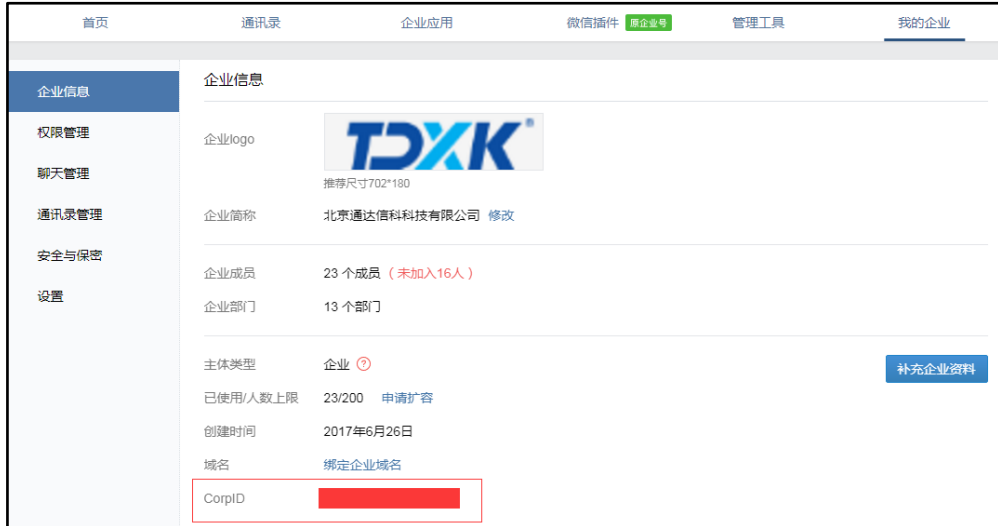 首页 通讯录 企业应用 微信插件 原企业号 管理工具 我的企业
企业信息
权限管理
聊天管理
通讯录管理
安全与保密
设置
企业信息
企业logo TDXK®
推荐尺寸702*180
企业简称 北京通达信科科技有限公司 修改
企业成员 23 个成员 ( 未加入16人 )
企业部门 13 个部门
主体类型 企业 ? 补充企业资料
已使用/人数上限 23/200 申请扩容
创建时间 2017年6月26日
域名 绑定企业域名
CorpID